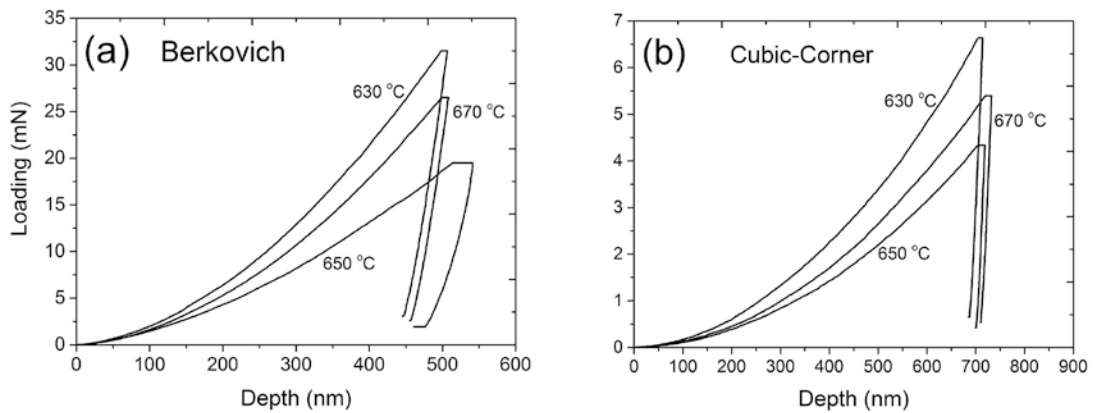 (a) Berkovich
35
30
25
20
15
10
5
0
Loading (mN)
630 °C
670 °C
650 °C
0 100 200 300 400 500 600
Depth (nm)
(b) Cubic-Corner
7
6
5
4
3
2
1
0
630 °C
670 °C
650 °C
0 100 200 300 400 500 600 700 800 900
Depth (nm)